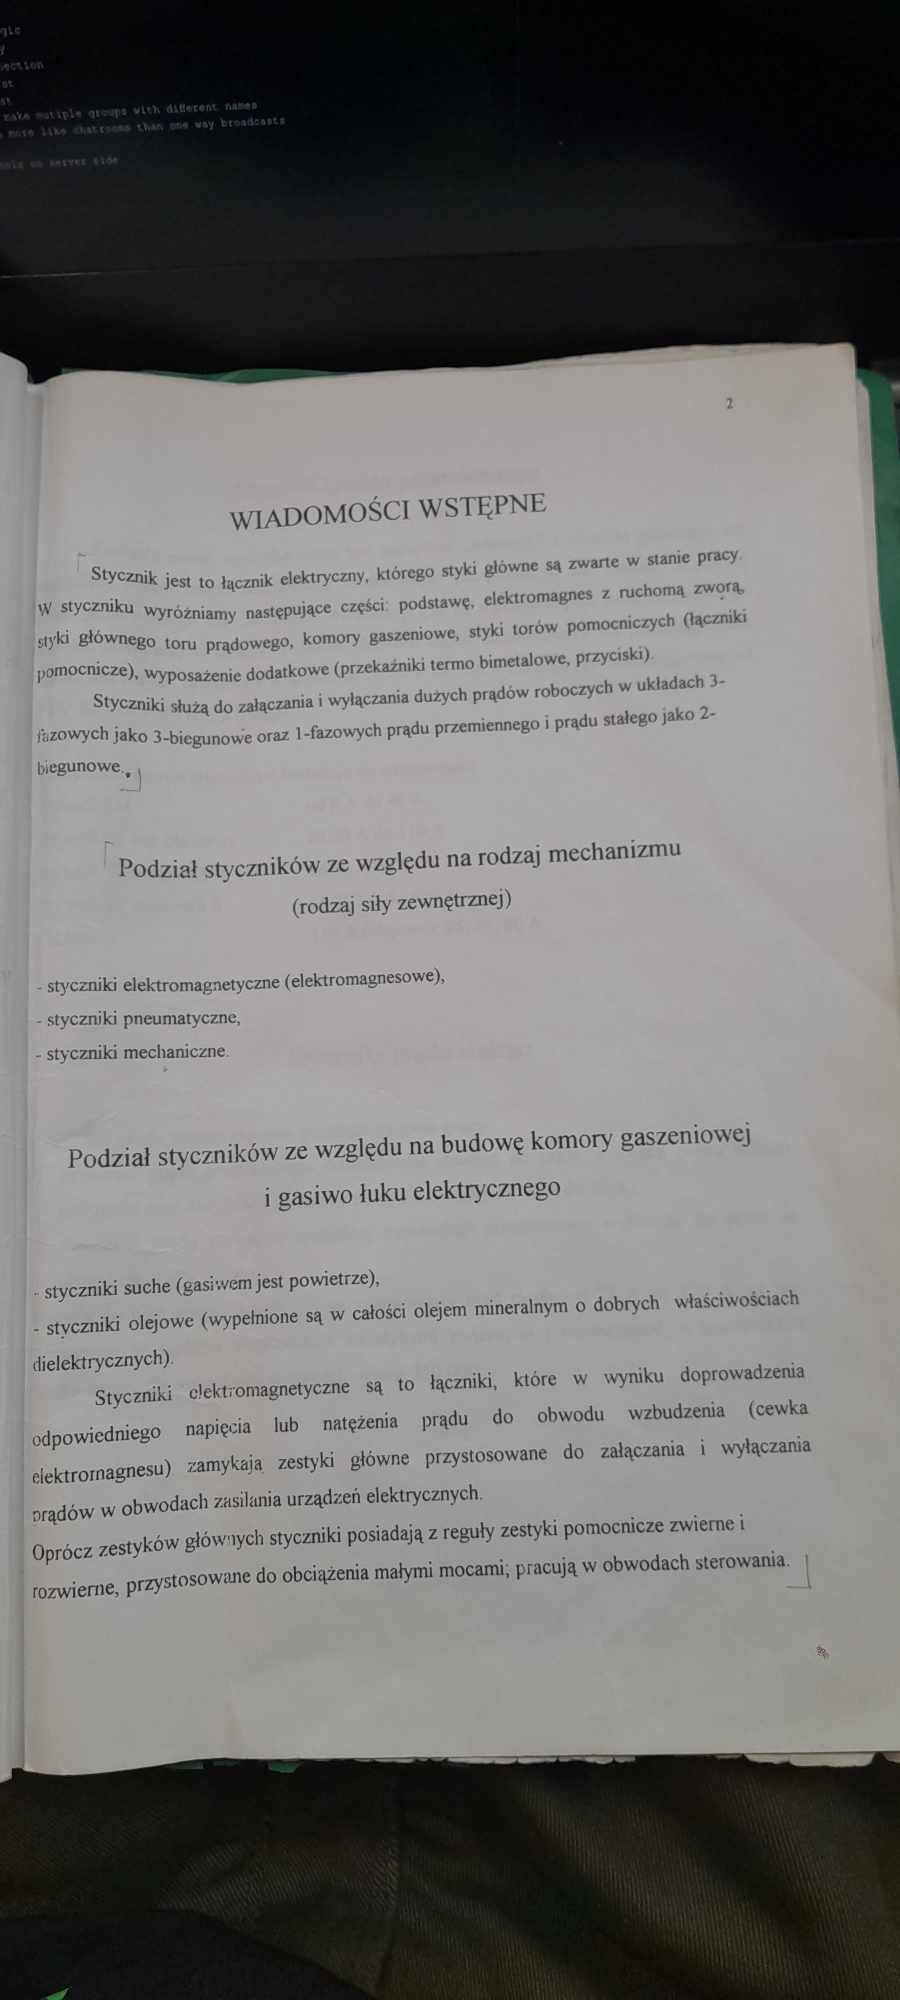 make mutiple groups with different names
more like chatrooms than one way broadcasts
on server side
2
WIADOMOŚCI WSTĘPNE
Stycznik jest to łącznik elektryczny, którego styki główne są zwarte w stanie pracy.
W styczniku wyróżniamy następujące części: podstawę, elektromagnes z ruchomą zworą,
styki głównego toru prądowego, komory gaszeniowe, styki torów pomocniczych (łączniki
pomocnicze), wyposażenie dodatkowe (przekaźniki termo bimetalowe, przyciski).
Styczniki służą do załączania i wyłączania dużych prądów roboczych w układach 3-
fazowych jako 3-biegunowe oraz 1-fazowych prądu przemiennego i prądu stałego jako 2-
biegunowe.
Podział styczników ze względu na rodzaj mechanizmu
(rodzaj siły zewnętrznej)
- styczniki elektromagnetyczne (elektromagnesowe),
- styczniki pneumatyczne,
- styczniki mechaniczne.
Podział styczników ze względu na budowę komory gaszeniowej
i gasiwo łuku elektrycznego
- styczniki suche (gasiwem jest powietrze),
- styczniki olejowe (wypełnione są w całości olejem mineralnym o dobrych właściwościach
dielektrycznych).
Styczniki elektromagnetyczne są to łączniki, które w wyniku doprowadzenia
odpowiedniego napięcia lub natężenia prądu do obwodu wzbudzenia (cewka
elektromagnesu) zamykają zestyki główne przystosowane do załączania i wyłączania
prądów w obwodach zasilania urządzeń elektrycznych.
Oprócz zestyków głównych styczniki posiadają z reguły zestyki pomocnicze zwierne i
rozwierne, przystosowane do obciążenia małymi mocami; pracują w obwodach sterowania.